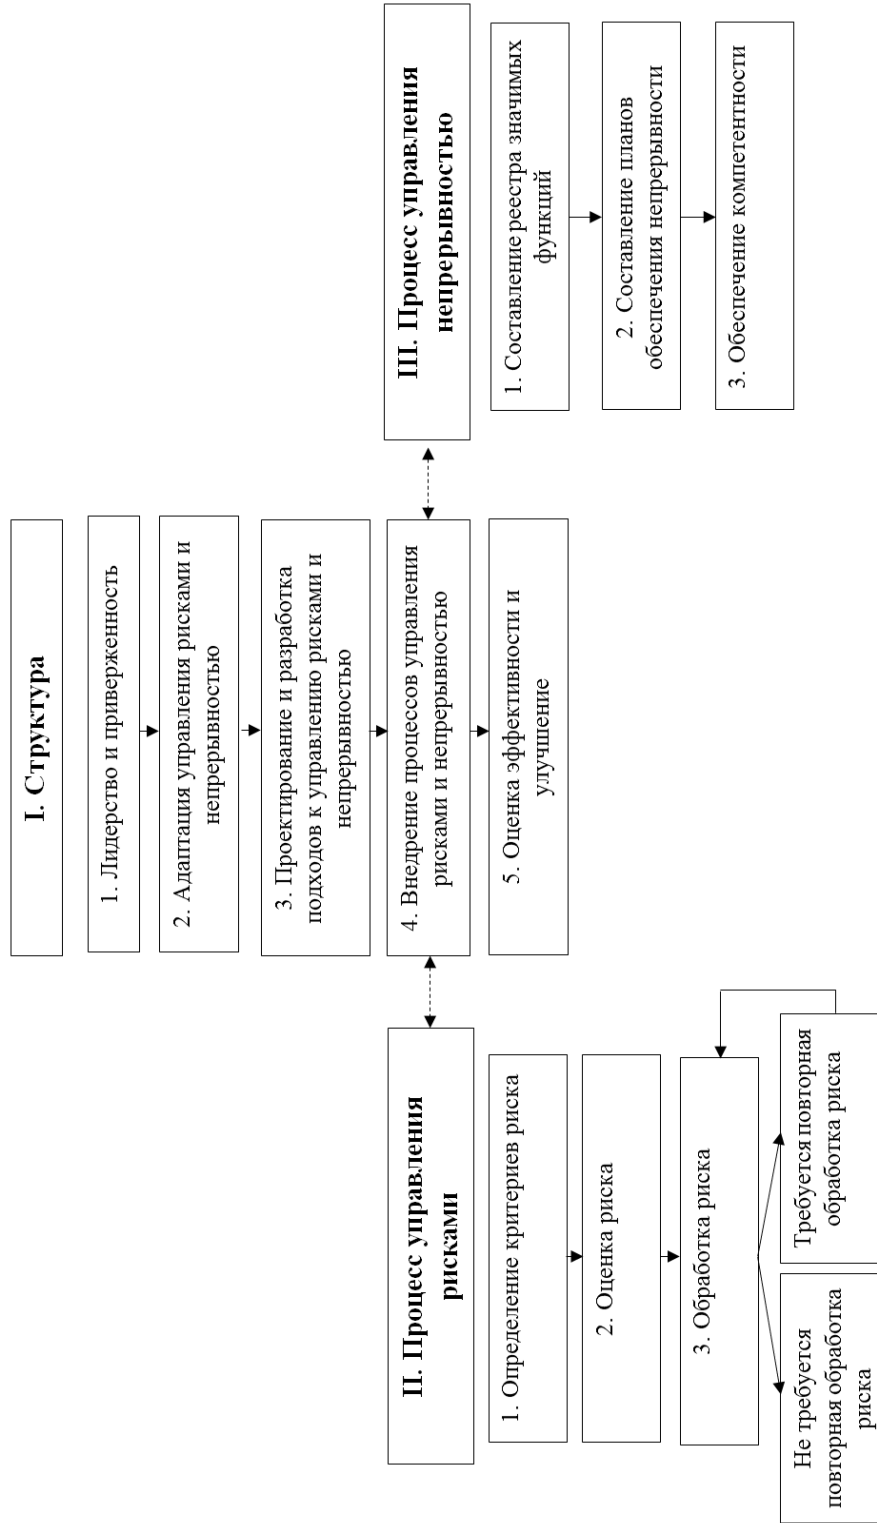 I. Структура
1. Лидерство и приверженность
2. Адаптация управления рисками и
непрерывностью
3. Проектирование и разработка
подходов к управлению рисками и
непрерывностью
4. Внедрение процессов управления
рисками и непрерывностью
5. Оценка эффективности и
улучшение
II. Процесс управления
рисками
1. Определение критериев риска
2. Оценка риска
3. Обработка риска
Не требуется
повторная обработка
риска
Требуется повторная
обработка риска
III. Процесс управления
непрерывностью
1. Составление реестра значимых
функций
2. Составление планов
обеспечения непрерывности
3. Обеспечение компетентности